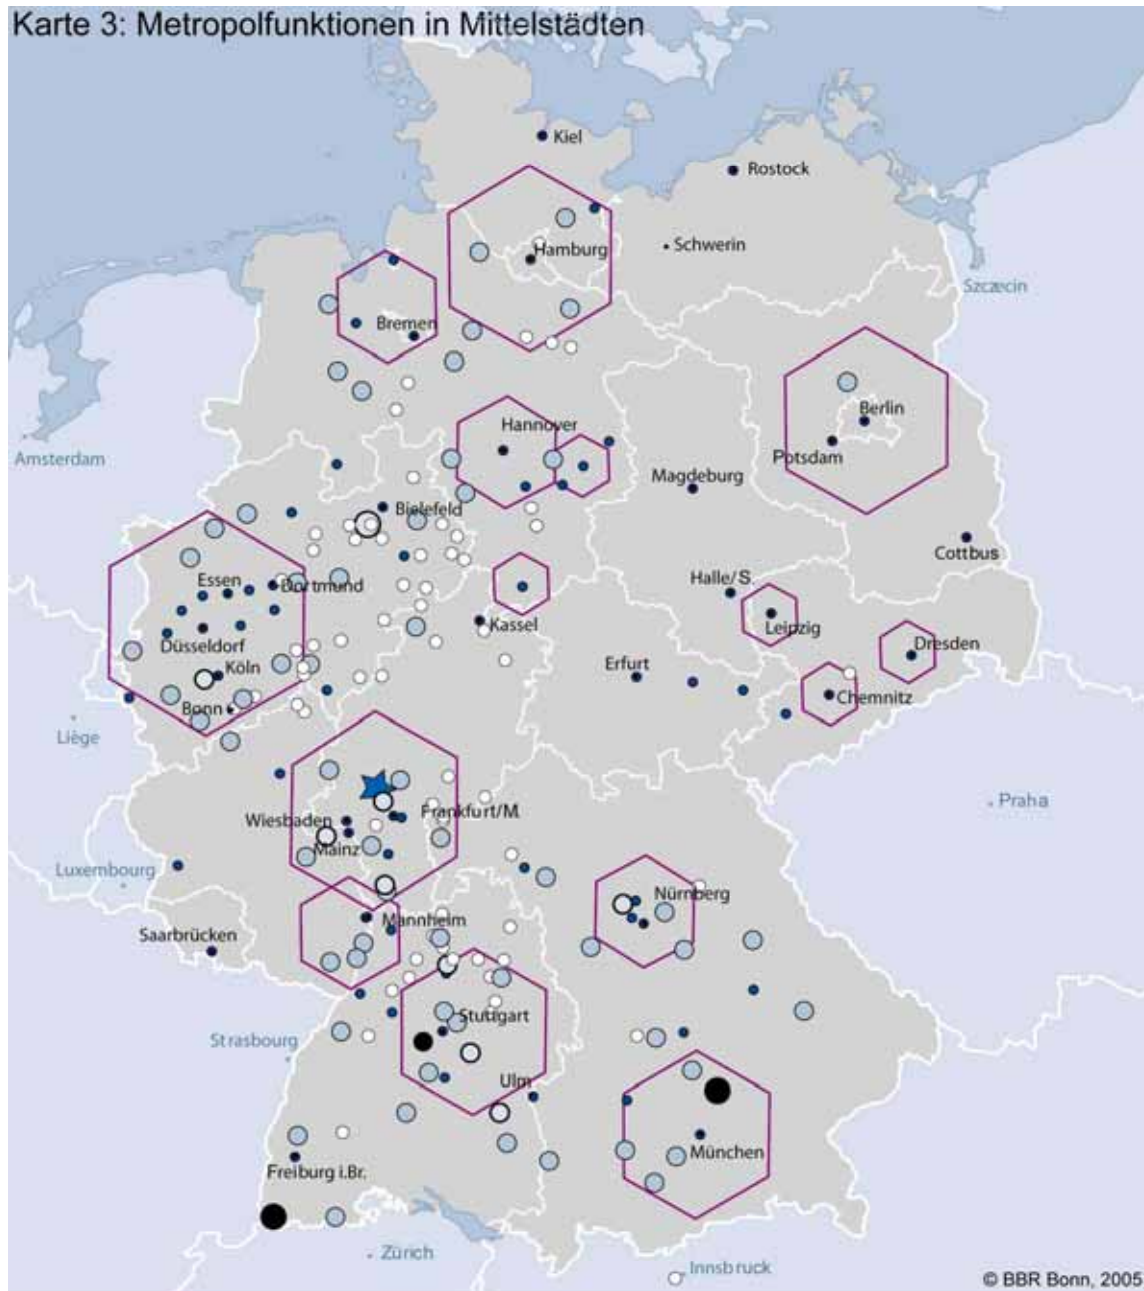 Karte 3: Metropolfunktionen in Mittelstädten
Kiel
Rostock
Hamburg
Schwerin
Szczecin
Bremen
Berlin
Hannover
Amsterdam
Potsdam
Magdeburg
Bielefeld
Cottbus
Essen
Dortmund
Halle/S.
Kassel
Leipzig
Düsseldorf
Dresden
Köln
Erfurt
Chemnitz
Bonn
Liège
Praha
Wiesbaden
Frankfurt/M.
Mainz
Luxembourg
Nürnberg
Mannheim
Saarbrücken
Stuttgart
Strasbourg
Ulm
München
Freiburg i.Br.
Zürich
Innsbruck
© BBR Bonn, 2005